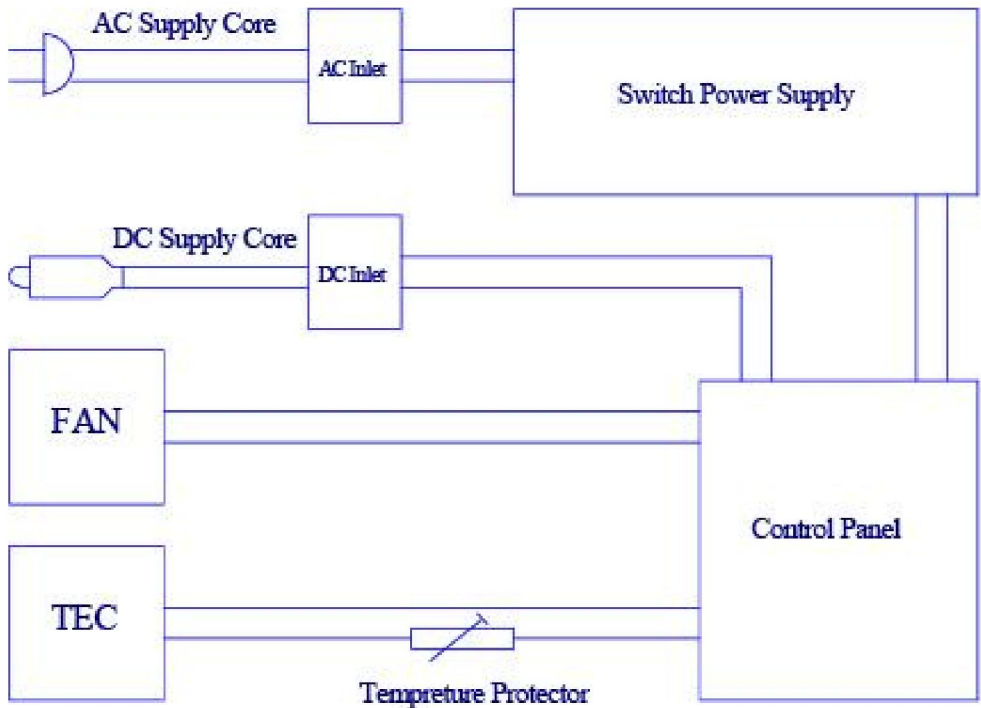 AC Supply Core
AC Inlet
Switch Power Supply
DC Supply Core
DC Inlet
FAN
Control Panel
TEC
Tempreture Protector